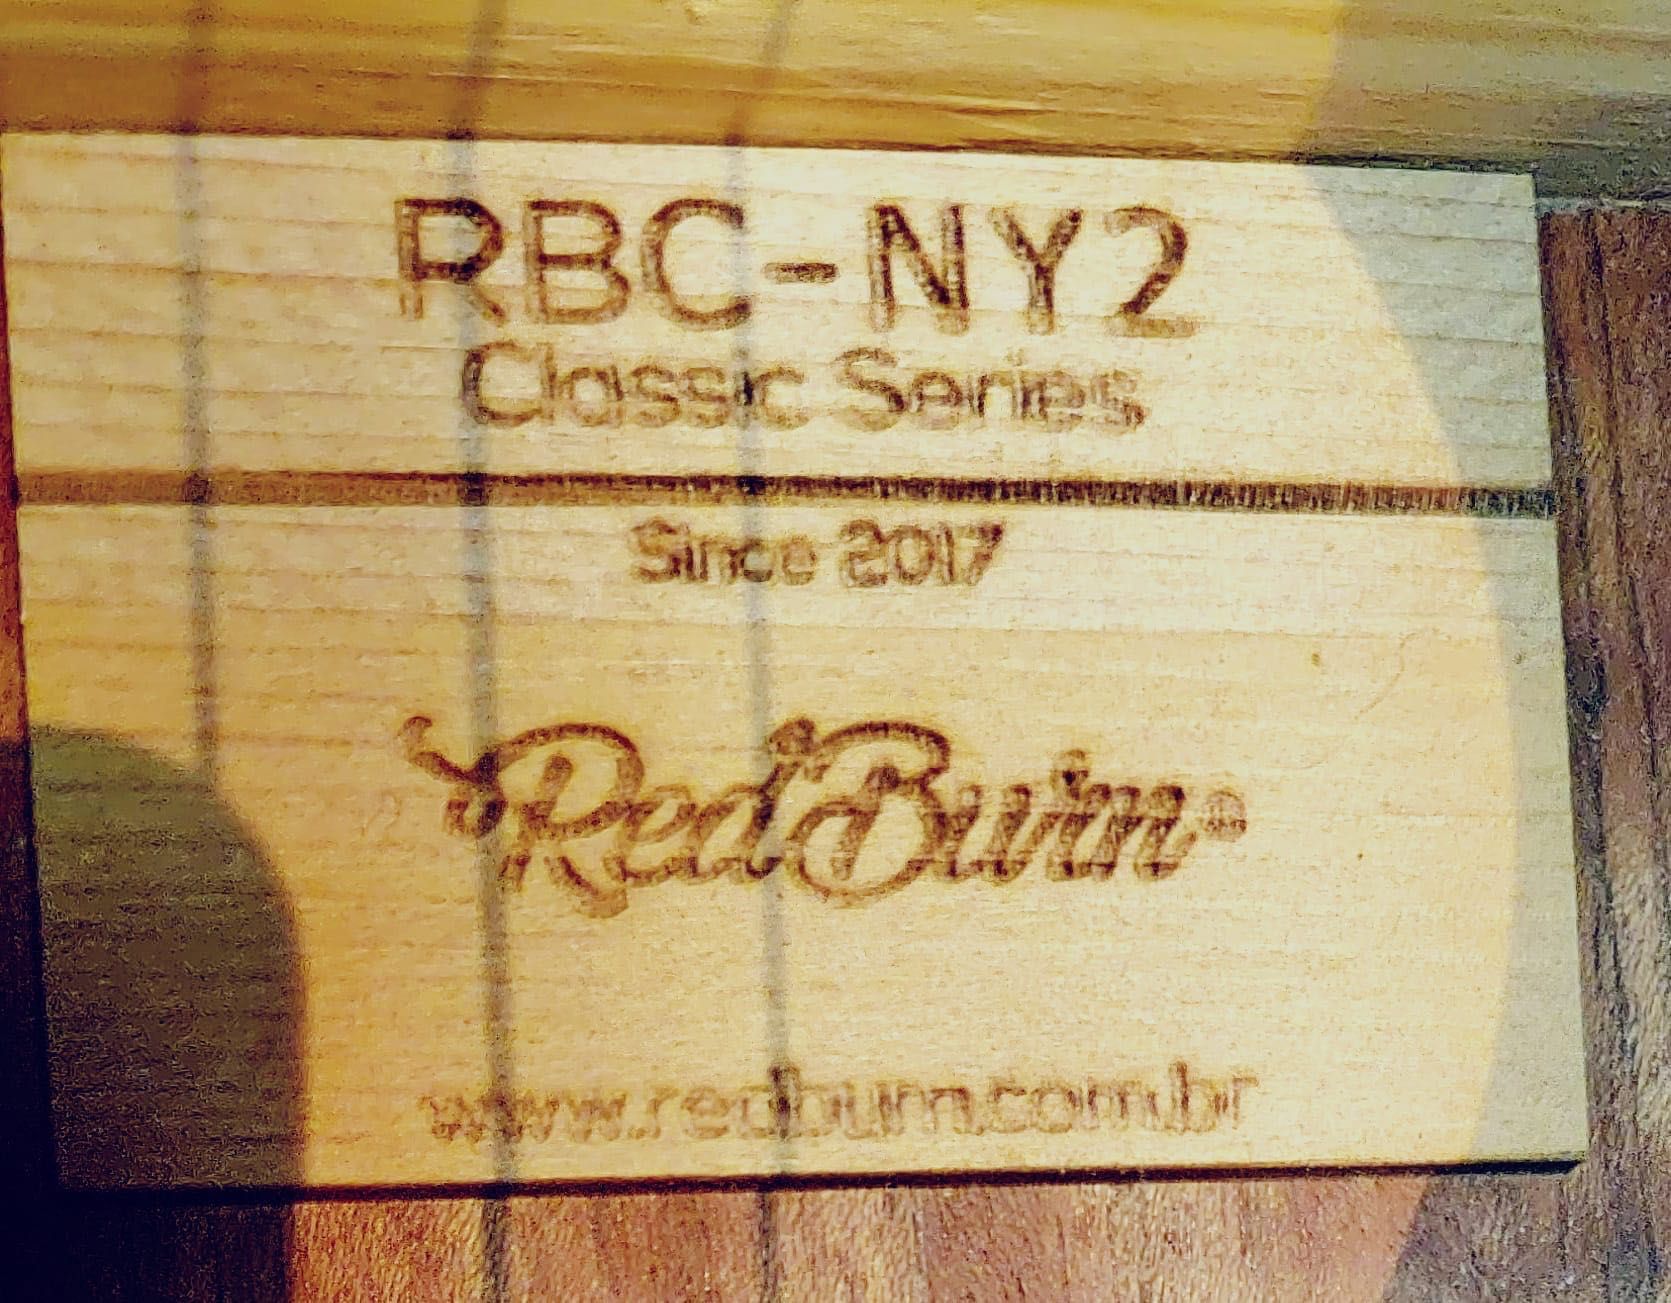 RBC-NY2
Classic Series
Since 2017
RedBurn
www.redburn.com.br